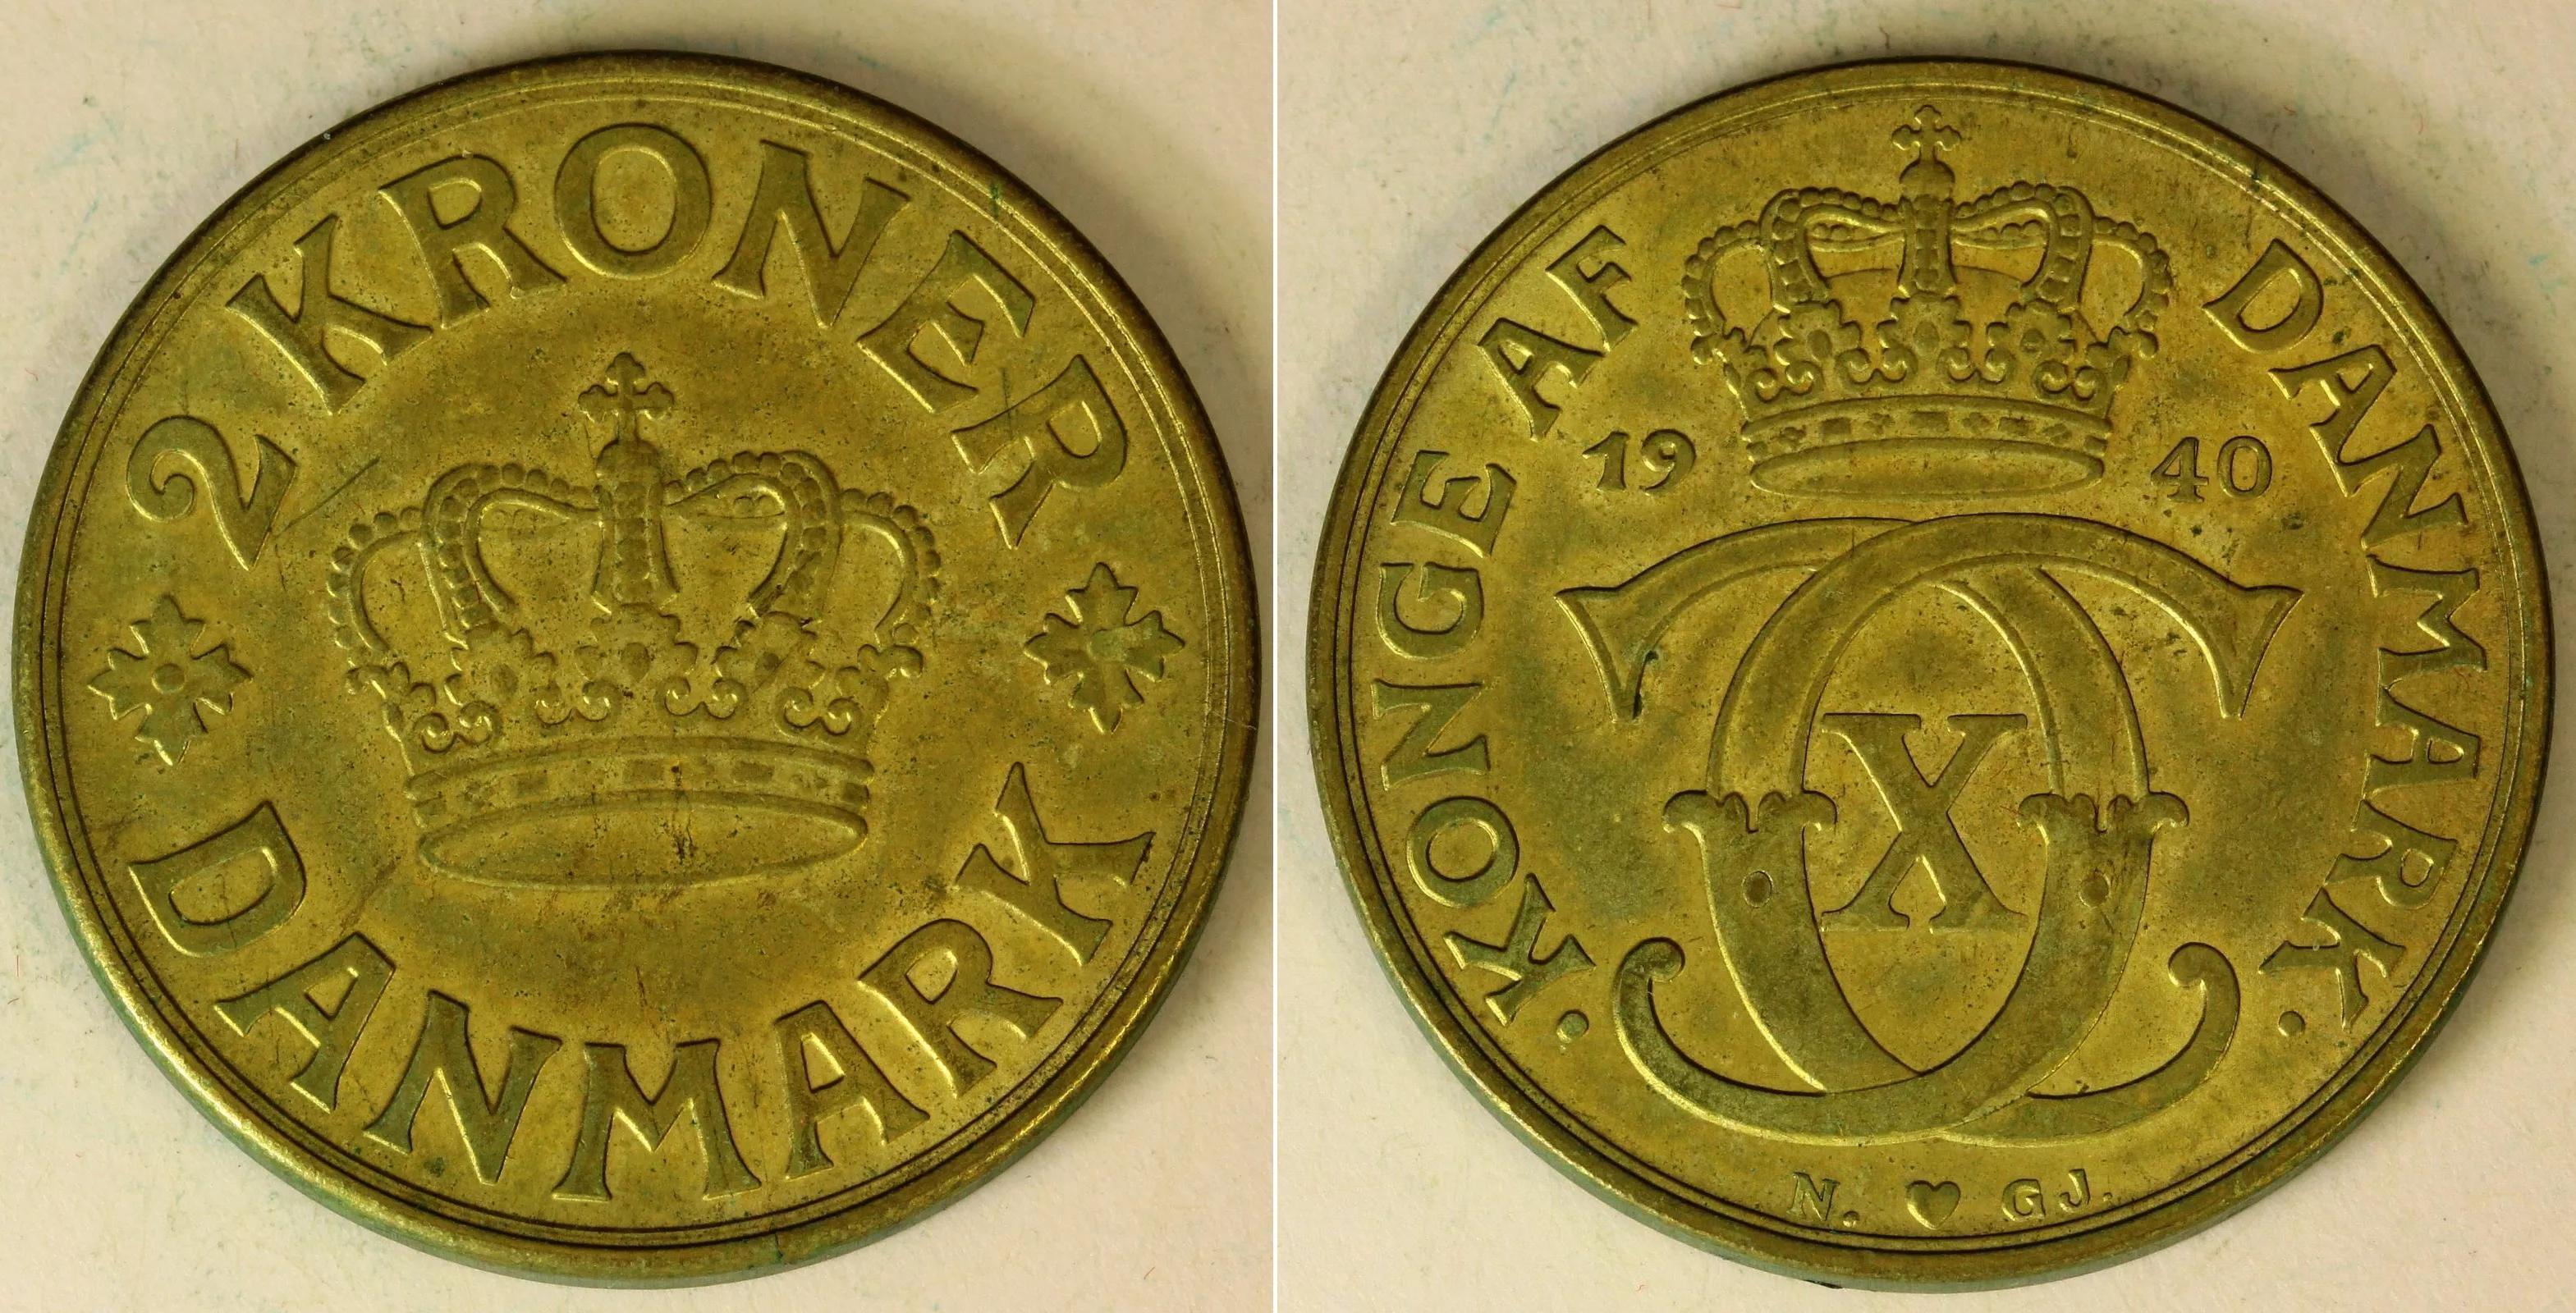 2 KRONER
DANMARK
KONGE AF DANMARK
19 40
X
N. ♥ GJ.